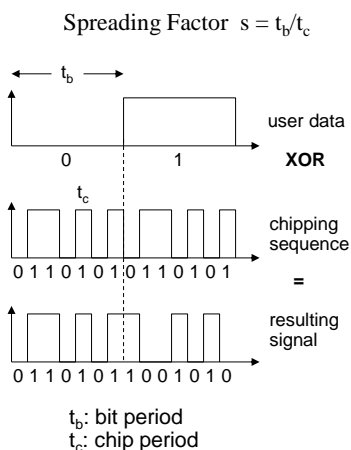 Spreading Factor s = t_b/t_c
t_b
user data
0 1 XOR
t_c
chipping
sequence
0 1 1 0 1 0 1 0 1 1 0 1 0 1
=
resulting
signal
0 1 1 0 1 0 1 1 0 0 1 0 1 0
t_b: bit period
t_c: chip period